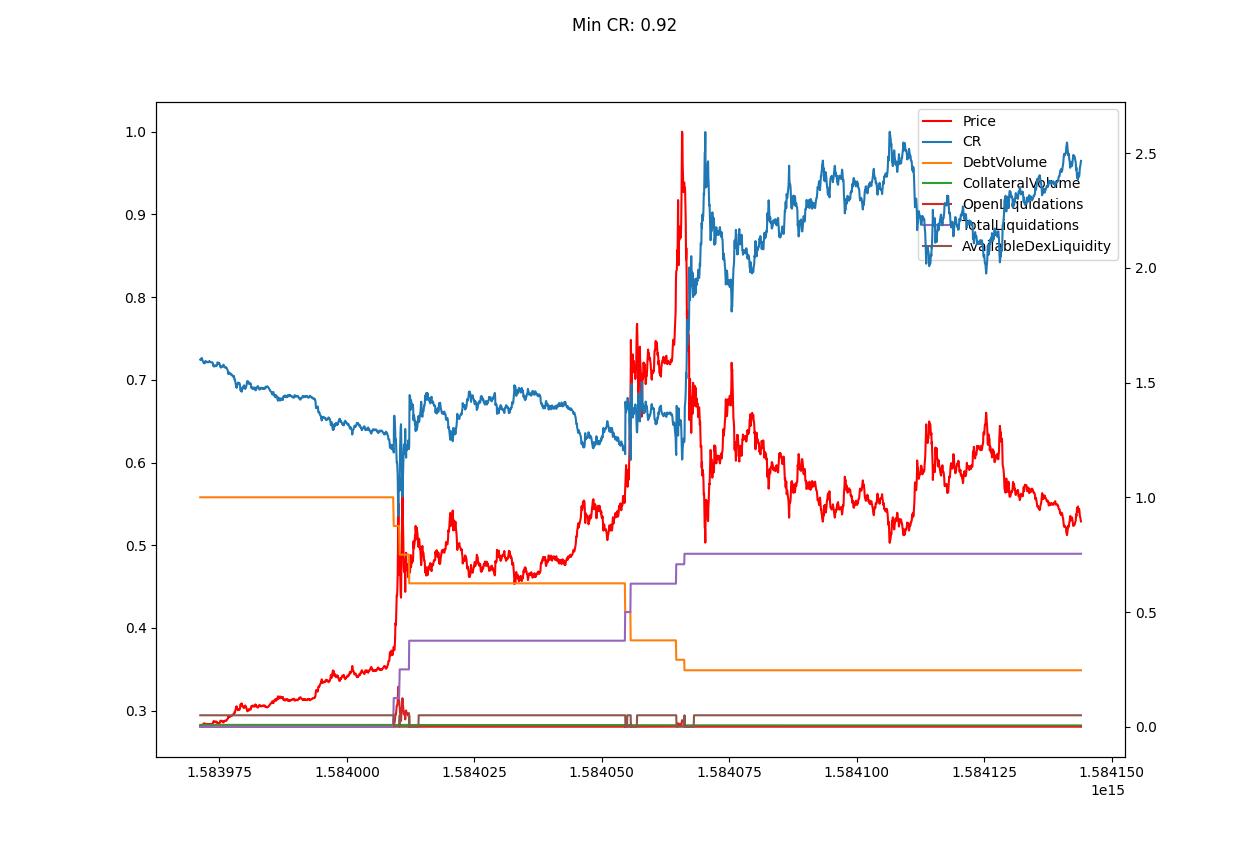 Min CR: 0.92
1.0
0.9
0.8
0.7
0.6
0.5
0.4
0.3
Price
CR
DebtVolume
CollateralVolume
OpenLiquidations
TotalLiquidations
AvailableDexLiquidity
2.5
2.0
1.5
1.0
0.5
0.0
1.583975 1.584000 1.584025 1.584050 1.584075 1.584100 1.584125 1.584150
1e15